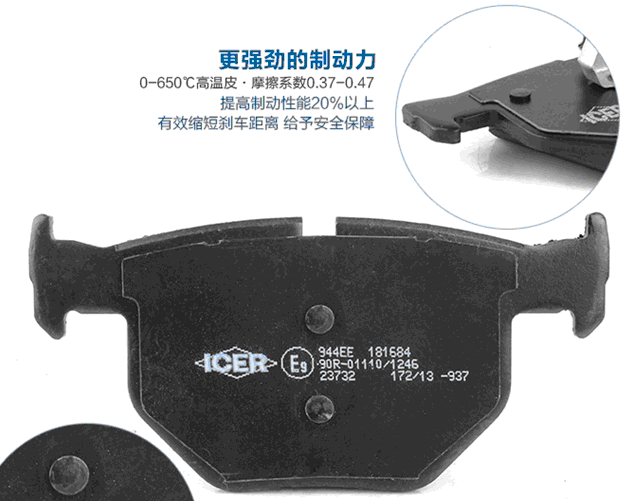 更强劲的制动力
0-650℃高温皮·摩擦系数0.37-0.47
提高制动性能20%以上
有效缩短刹车距离 给予安全保障
ICER
ICER
E9
944EE 181684
90R-01110/1246
23732 172/13 -937